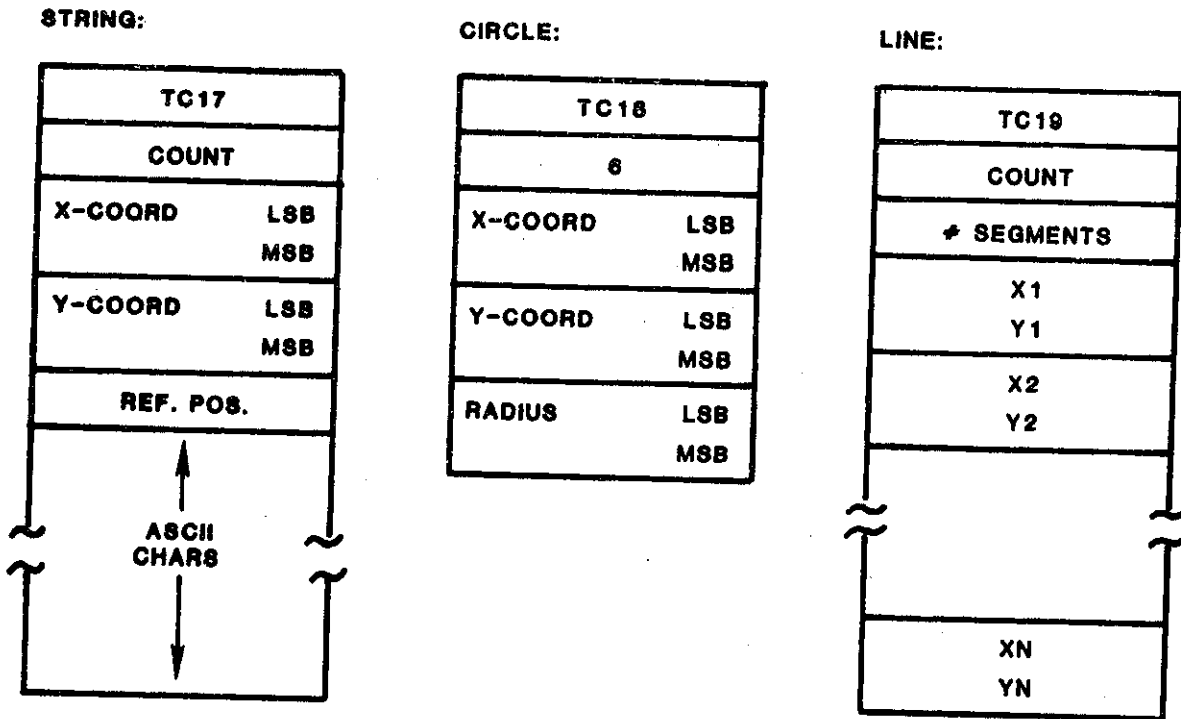 STRING:
TC17
COUNT
X-COORD LSB
MSB
Y-COORD LSB
MSB
REF. POS.
ASCII
CHARS
CIRCLE:
TC18
6
X-COORD LSB
MSB
Y-COORD LSB
MSB
RADIUS LSB
MSB
LINE:
TC19
COUNT
# SEGMENTS
X1
Y1
X2
Y2
XN
YN